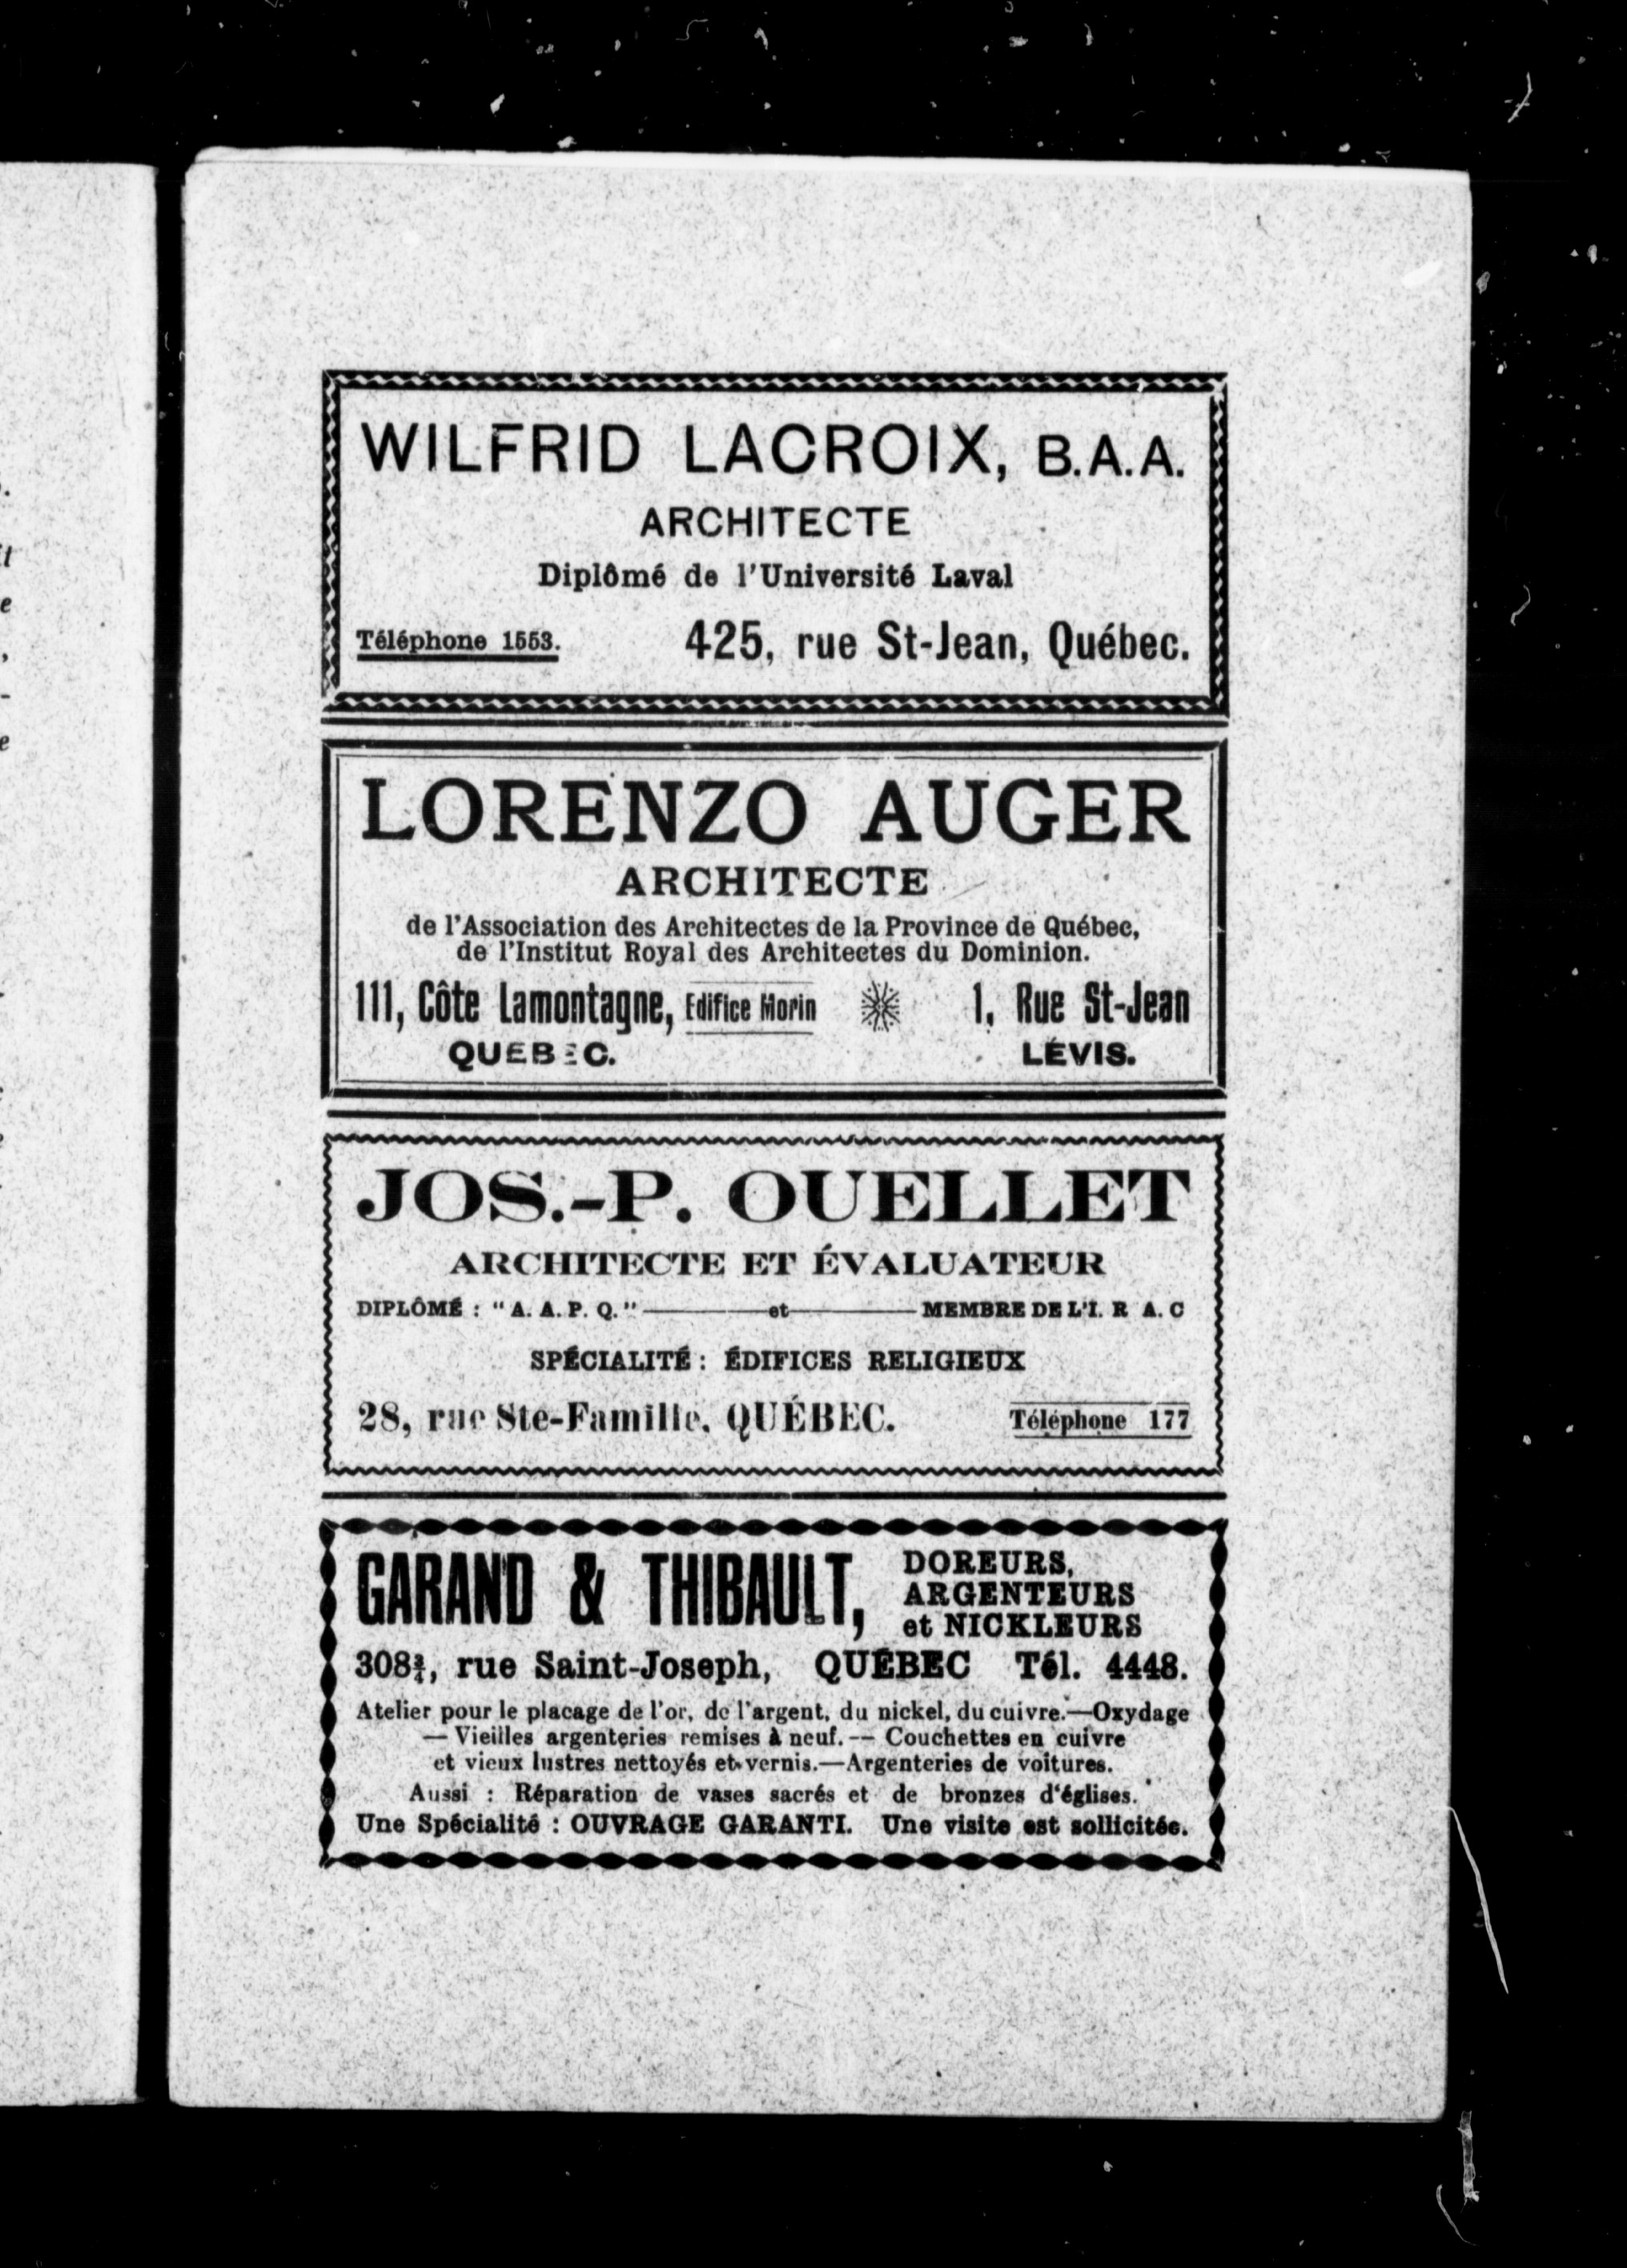 WILFRID LACROIX, B.A.A.
ARCHITECTE
Diplômé de l'Université Laval
Téléphone 1553. 425, rue St-Jean, Québec.
LORENZO AUGER
ARCHITECTE
de l'Association des Architectes de la Province de Québec,
de l'Institut Royal des Architectes du Dominion.
111, Côte Lamontagne, Edifice Morin 1, Rue St-Jean
QUEBEC. LÉVIS.
JOS.-P. OUELLET
ARCHITECTE ET ÉVALUATEUR
DIPLÔMÉ : "A. A. P. Q." — et — MEMBRE DE L'I. R A. C
SPÉCIALITÉ : ÉDIFICES RELIGIEUX
28, rue Ste-Famille, QUÉBEC. Téléphone 177
GARAND & THIBAULT, DOREURS,
ARGENTEURS
et NICKLEURS
308¾, rue Saint-Joseph, QUÉBEC Tél. 4448.
Atelier pour le placage de l'or, de l'argent, du nickel, du cuivre.—Oxydage
— Vieilles argenteries remises à neuf. — Couchettes en cuivre
et vieux lustres nettoyés et vernis.—Argenteries de voitures.
Aussi : Réparation de vases sacrés et de bronzes d'églises.
Une Spécialité : OUVRAGE GARANTI. Une visite est sollicitée.